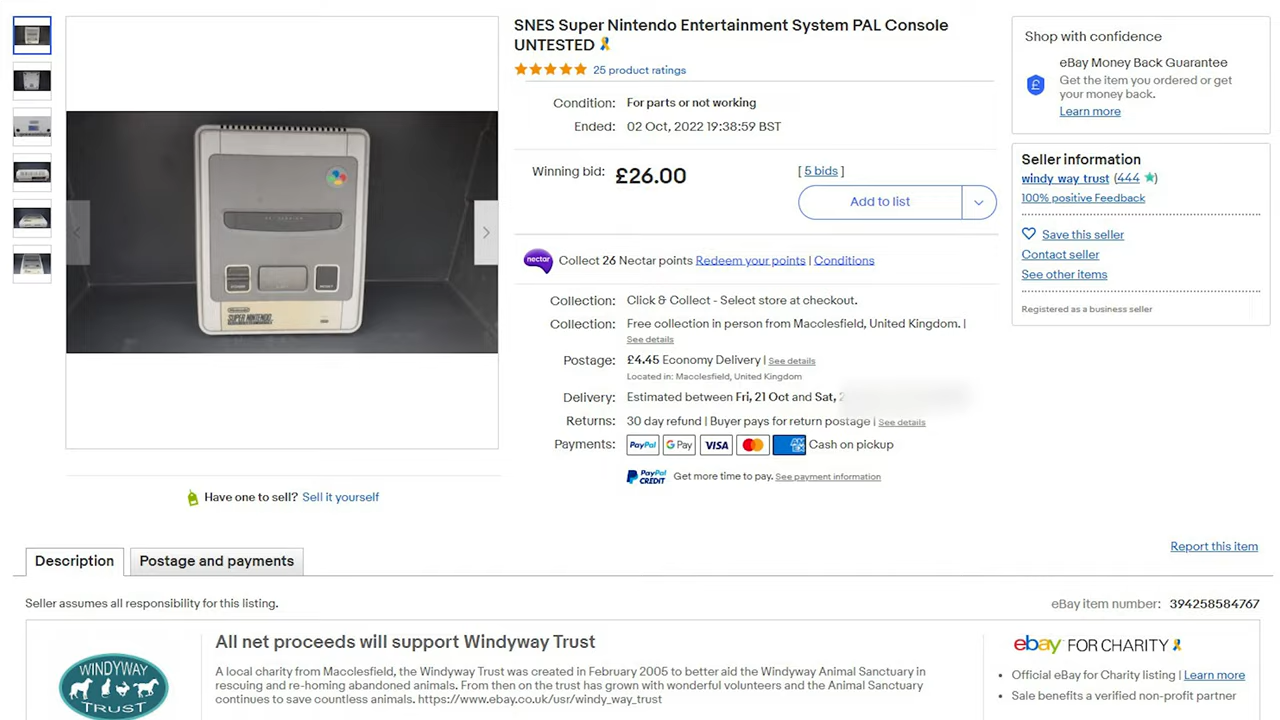 SNES Super Nintendo Entertainment System PAL Console
UNTESTED
25 product ratings
Condition: For parts or not working
Ended: 02 Oct, 2022 19:38:59 BST
Winning bid: £26.00 [ 5 bids ]
Add to list
nectar Collect 26 Nectar points Redeem your points | Conditions
Collection: Click & Collect - Select store at checkout.
Collection: Free collection in person from Macclesfield, United Kingdom. |
See details
Postage: £4.45 Economy Delivery | See details
Located in: Macclesfield, United Kingdom
Delivery: Estimated between Fri, 21 Oct and Sat,
Returns: 30 day refund | Buyer pays for return postage | See details
Payments: PayPal G Pay VISA AMEX Cash on pickup
PayPal CREDIT Get more time to pay. See payment information
Shop with confidence
eBay Money Back Guarantee
Get the item you ordered or get
your money back.
Learn more
Seller information
windy_way_trust (444)
100% positive Feedback
Save this seller
Contact seller
See other items
Registered as a business seller
SUPER NINTENDO
Have one to sell? Sell it yourself
Report this item
Description Postage and payments
Seller assumes all responsibility for this listing.
eBay item number: 394258584767
WINDYWAY
TRUST
All net proceeds will support Windyway Trust
A local charity from Macclesfield, the Windyway Trust was created in February 2005 to better aid the Windyway Animal Sanctuary in
rescuing and re-homing abandoned animals. From then on the trust has grown with wonderful volunteers and the Animal Sanctuary
continues to save countless animals. https://www.ebay.co.uk/usr/windy_way_trust
ebay FOR CHARITY
• Official eBay for Charity listing | Learn more
• Sale benefits a verified non-profit partner